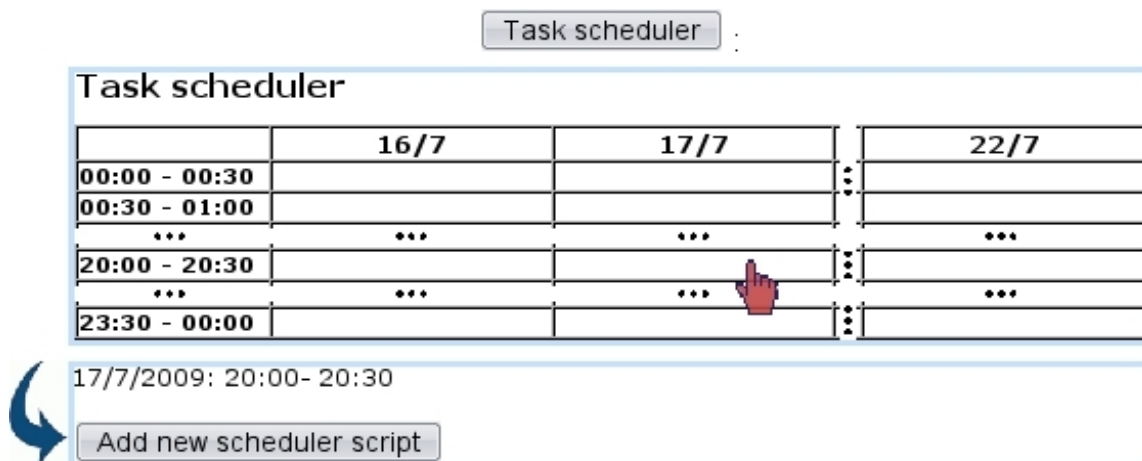 Task scheduler :
Task scheduler
16/7 17/7 ⋮ 22/7
00:00 - 00:30
00:30 - 01:00
... ... ... ...
20:00 - 20:30 ⋮
... ... ... ...
23:30 - 00:00 ⋮
17/7/2009: 20:00- 20:30
Add new scheduler script